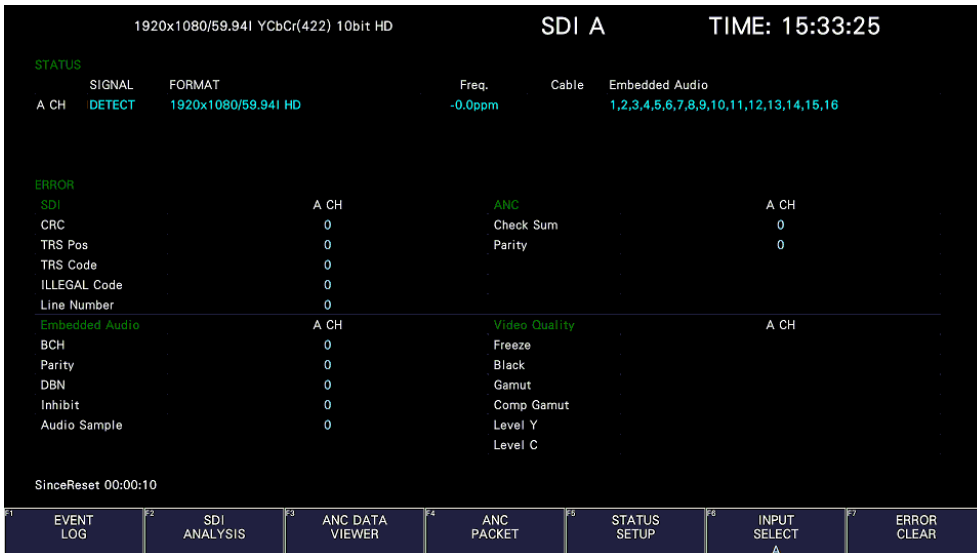 1920x1080/59.94I YCbCr(422) 10bit HD SDI A TIME: 15:33:25
STATUS
SIGNAL FORMAT Freq. Cable Embedded Audio
A CH DETECT 1920x1080/59.94I HD -0.0ppm 1,2,3,4,5,6,7,8,9,10,11,12,13,14,15,16
ERROR
SDI A CH ANC A CH
CRC 0 Check Sum 0
TRS Pos 0 Parity 0
TRS Code 0
ILLEGAL Code 0
Line Number 0
Embedded Audio A CH Video Quality A CH
BCH 0 Freeze
Parity 0 Black
DBN 0 Gamut
Inhibit 0 Comp Gamut
Audio Sample 0 Level Y
Level C
SinceReset 00:00:10
F1 EVENT F2 SDI F3 ANC DATA F4 ANC F5 STATUS F6 INPUT F7 ERROR
LOG ANALYSIS VIEWER PACKET SETUP SELECT CLEAR
A